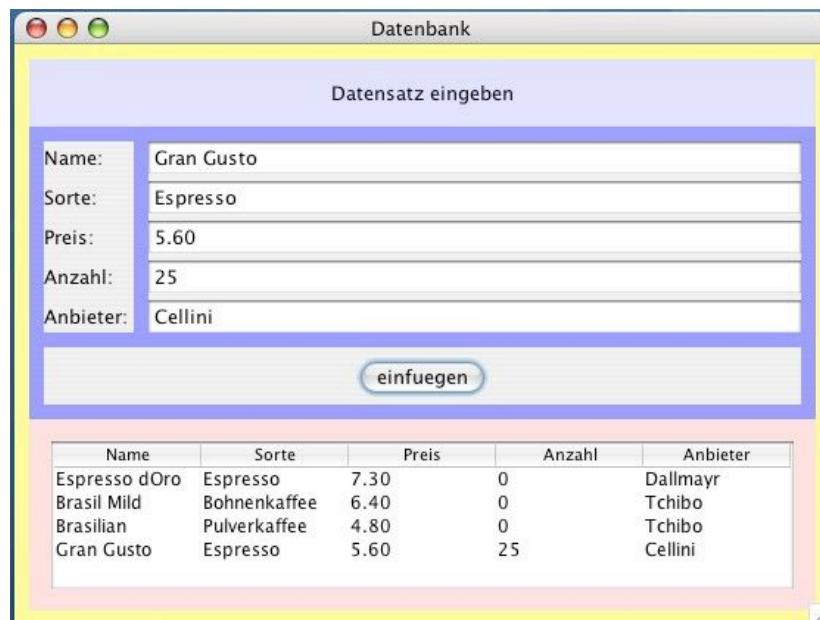 Datenbank
Datensatz eingeben
Name: Gran Gusto
Sorte: Espresso
Preis: 5.60
Anzahl: 25
Anbieter: Cellini
einfuegen
Name Sorte Preis Anzahl Anbieter
Espresso dOro Espresso 7.30 0 Dallmayr
Brasil Mild Bohnenkaffee 6.40 0 Tchibo
Brasilian Pulverkaffee 4.80 0 Tchibo
Gran Gusto Espresso 5.60 25 Cellini